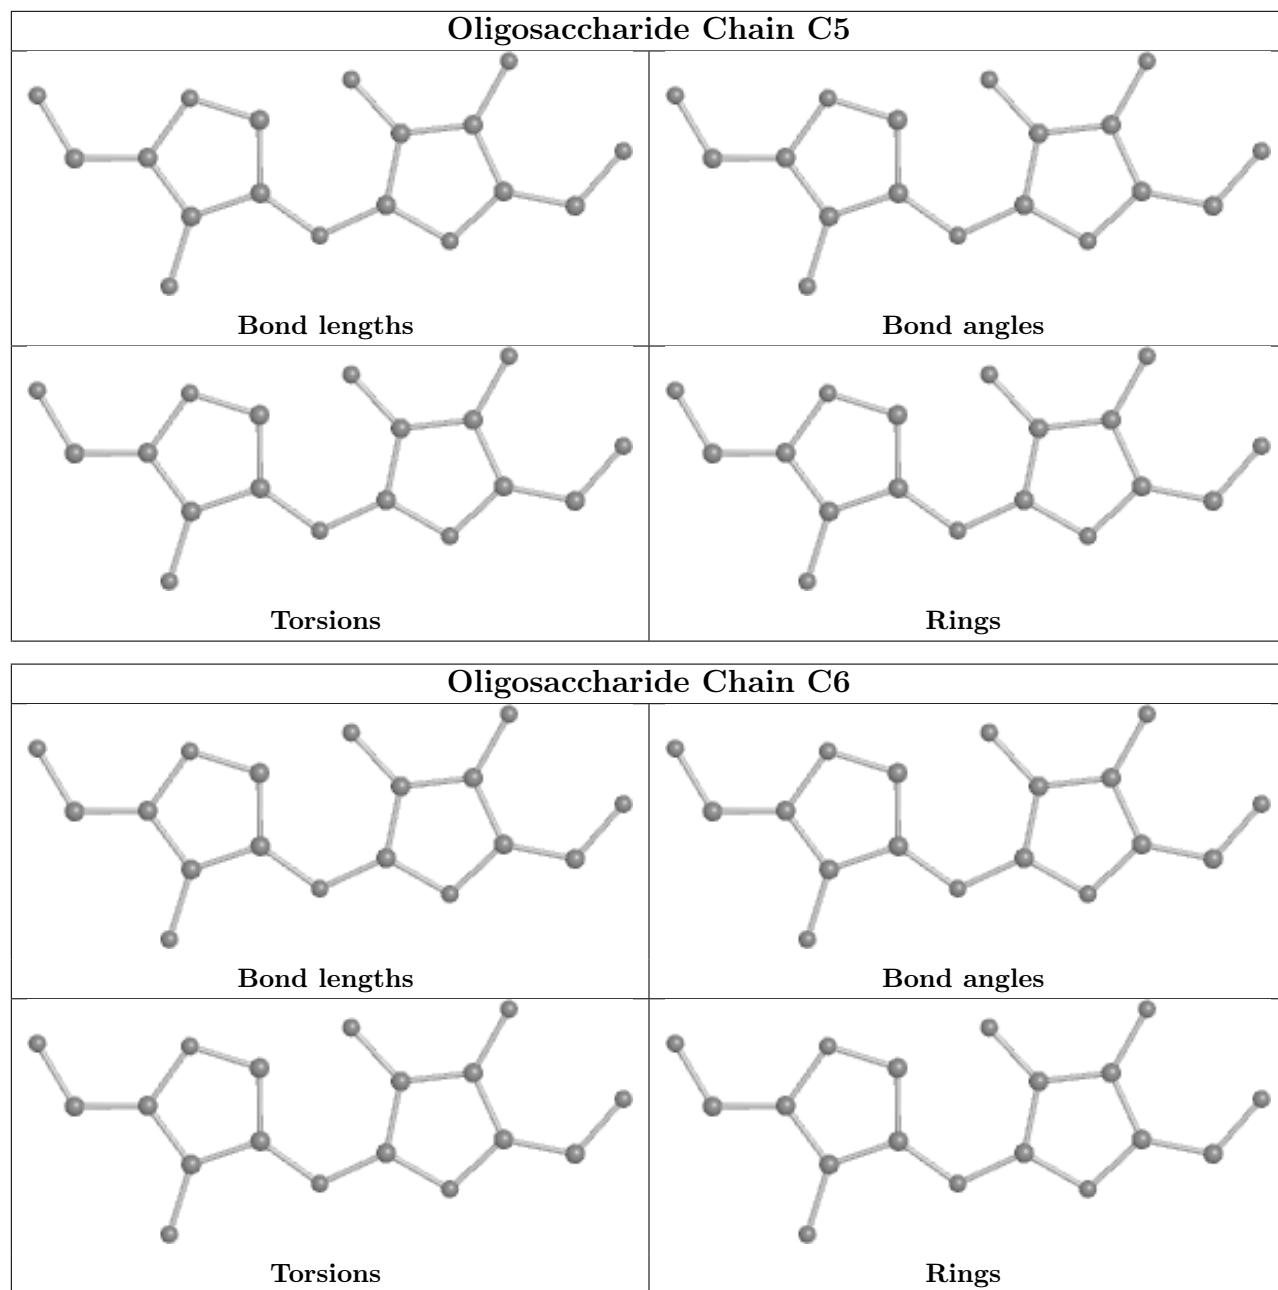 Oligosaccharide Chain C5
Bond lengths
Bond angles
Torsions
Rings
Oligosaccharide Chain C6
Bond lengths
Bond angles
Torsions
Rings